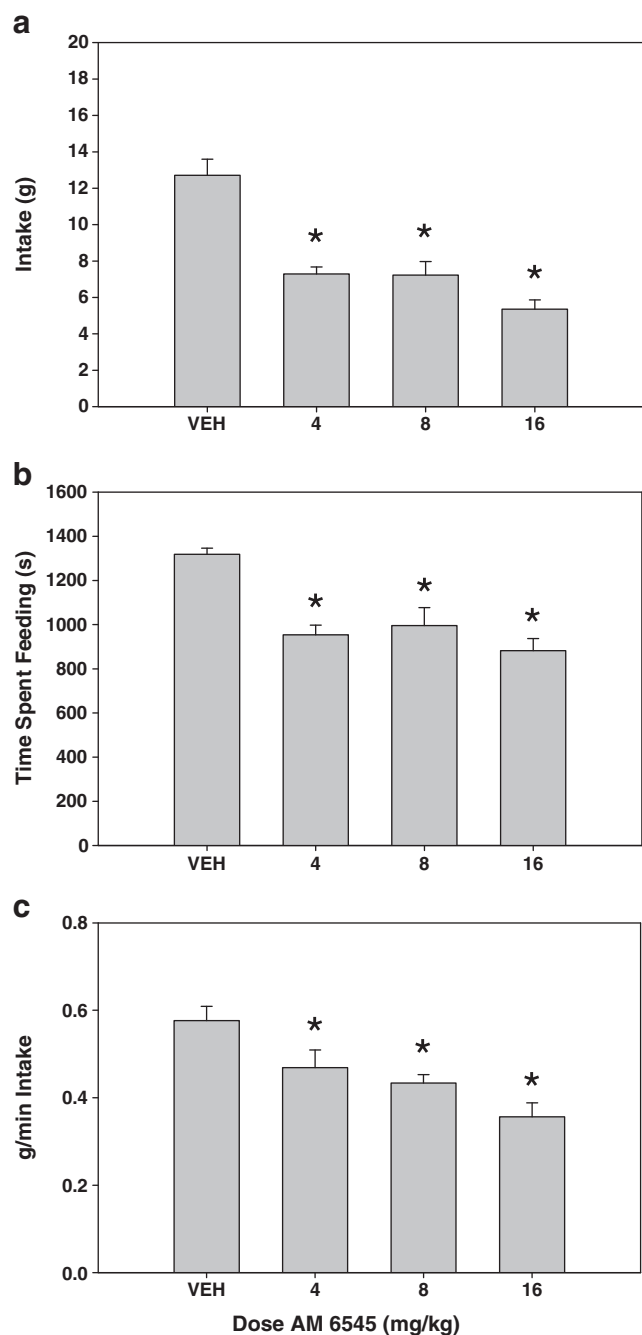 a
20
18
16
14
12
10
8
6
4
2
0
Intake (g)
* * *
VEH 4 8 16
b
1600
1400
1200
1000
800
600
400
200
0
Time Spent Feeding (s)
* * *
VEH 4 8 16
c
0.8
0.6
0.4
0.2
0.0
g/min Intake
* * *
VEH 4 8 16
Dose AM 6545 (mg/kg)